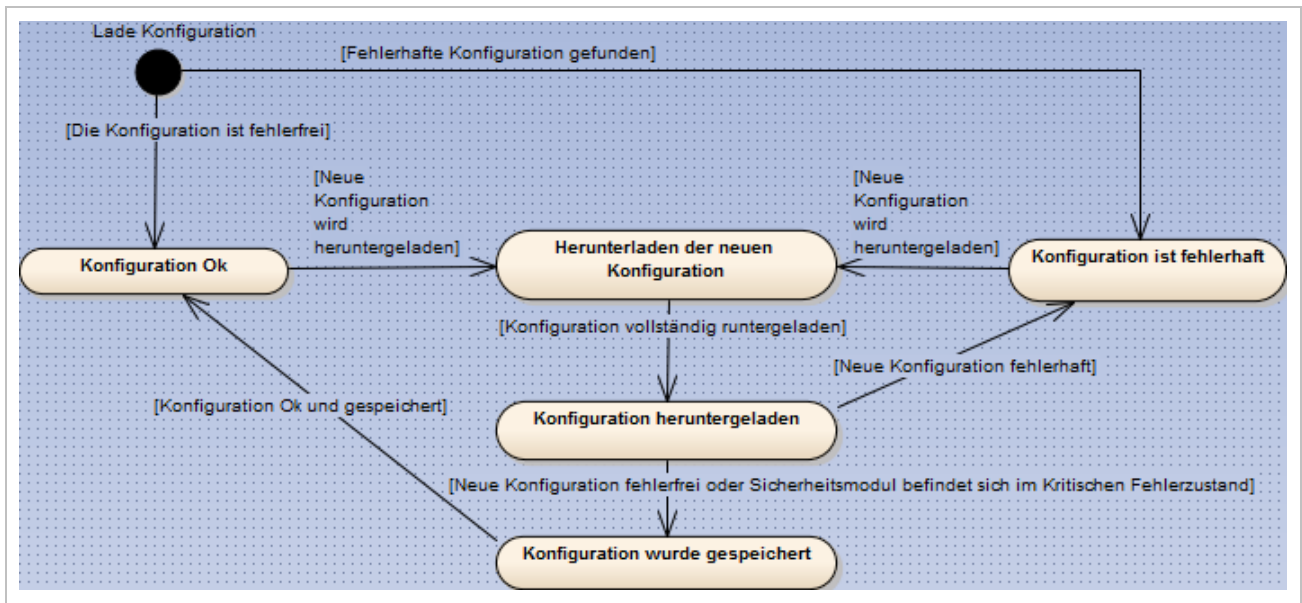 Lade Konfiguration
[Fehlerhafte Konfiguration gefunden]
[Die Konfiguration ist fehlerfrei]
[Neue
Konfiguration
wird
heruntergeladen]
[Neue
Konfiguration
wird
heruntergeladen]
Konfiguration Ok
Herunterladen der neuen
Konfiguration
Konfiguration ist fehlerhaft
[Konfiguration vollständig runtergeladen]
[Neue Konfiguration fehlerhaft]
[Konfiguration Ok und gespeichert]
Konfiguration heruntergeladen
[Neue Konfiguration fehlerfrei oder Sicherheitsmodul befindet sich im Kritischen Fehlerzustand]
Konfiguration wurde gespeichert